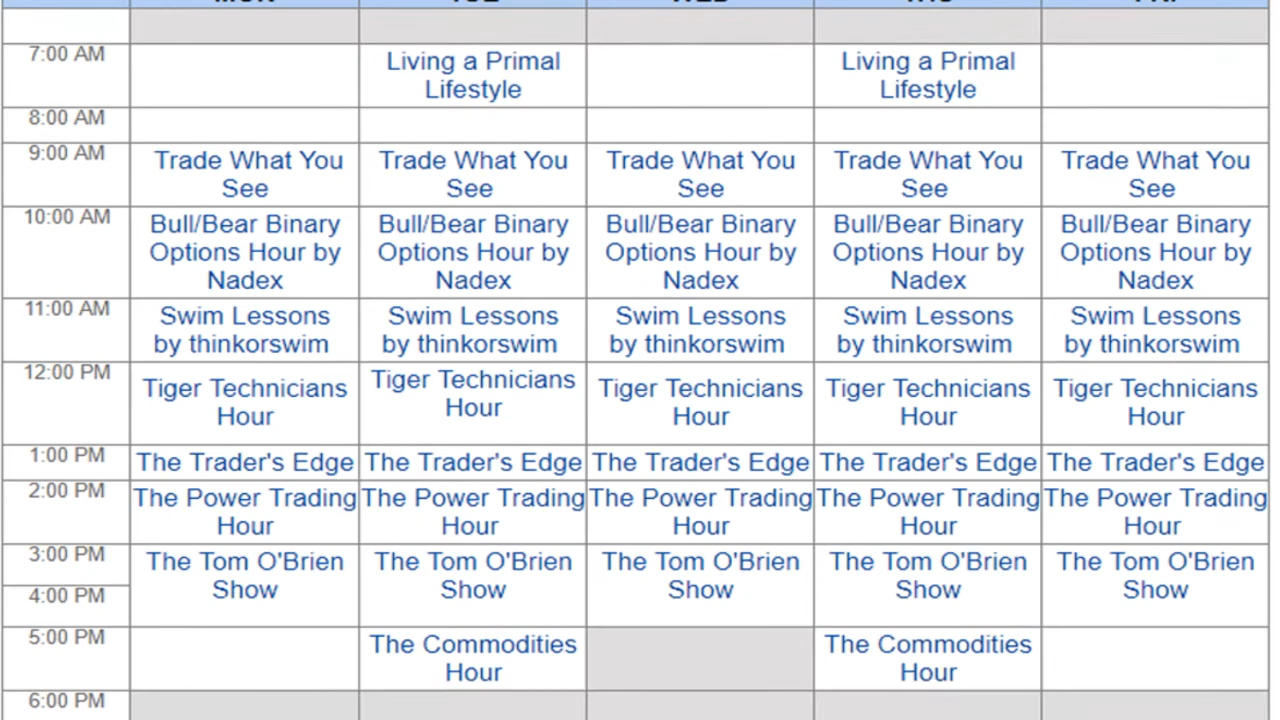 7:00 AM
Living a Primal
Lifestyle
Living a Primal
Lifestyle
8:00 AM
9:00 AM
Trade What You
See
Trade What You
See
Trade What You
See
Trade What You
See
Trade What You
See
10:00 AM
Bull/Bear Binary
Options Hour by
Nadex
Bull/Bear Binary
Options Hour by
Nadex
Bull/Bear Binary
Options Hour by
Nadex
Bull/Bear Binary
Options Hour by
Nadex
Bull/Bear Binary
Options Hour by
Nadex
11:00 AM
Swim Lessons
by thinkorswim
Swim Lessons
by thinkorswim
Swim Lessons
by thinkorswim
Swim Lessons
by thinkorswim
Swim Lessons
by thinkorswim
12:00 PM
Tiger Technicians
Hour
Tiger Technicians
Hour
Tiger Technicians
Hour
Tiger Technicians
Hour
Tiger Technicians
Hour
1:00 PM
The Trader's Edge
The Trader's Edge
The Trader's Edge
The Trader's Edge
The Trader's Edge
2:00 PM
The Power Trading
Hour
The Power Trading
Hour
The Power Trading
Hour
The Power Trading
Hour
The Power Trading
Hour
3:00 PM
The Tom O'Brien
Show
The Tom O'Brien
Show
The Tom O'Brien
Show
The Tom O'Brien
Show
The Tom O'Brien
Show
4:00 PM
5:00 PM
The Commodities
Hour
The Commodities
Hour
6:00 PM